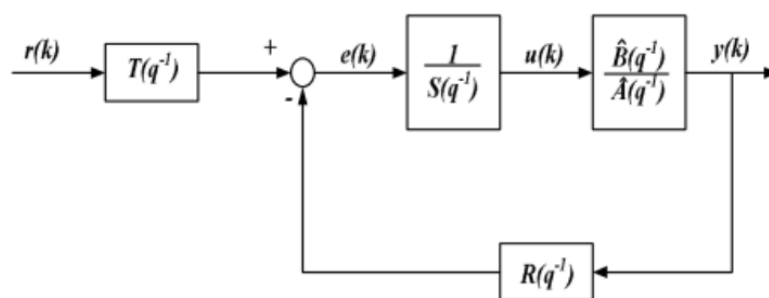 r(k)
T(q⁻¹)
+
-
e(k)
1
S(q⁻¹)
u(k)
B̂(q⁻¹)
Â(q⁻¹)
y(k)
R(q⁻¹)